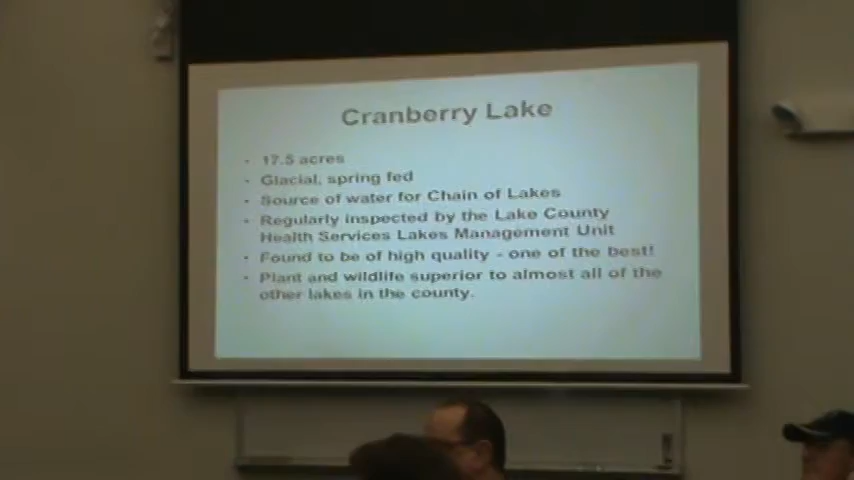 Cranberry Lake
- 17.5 acres
- Glacial, spring fed
- Source of water for Chain of Lakes
- Regularly inspected by the Lake County
Health Services Lakes Management Unit
- Found to be of high quality - one of the best!
- Plant and wildlife superior to almost all of the
other lakes in the county.